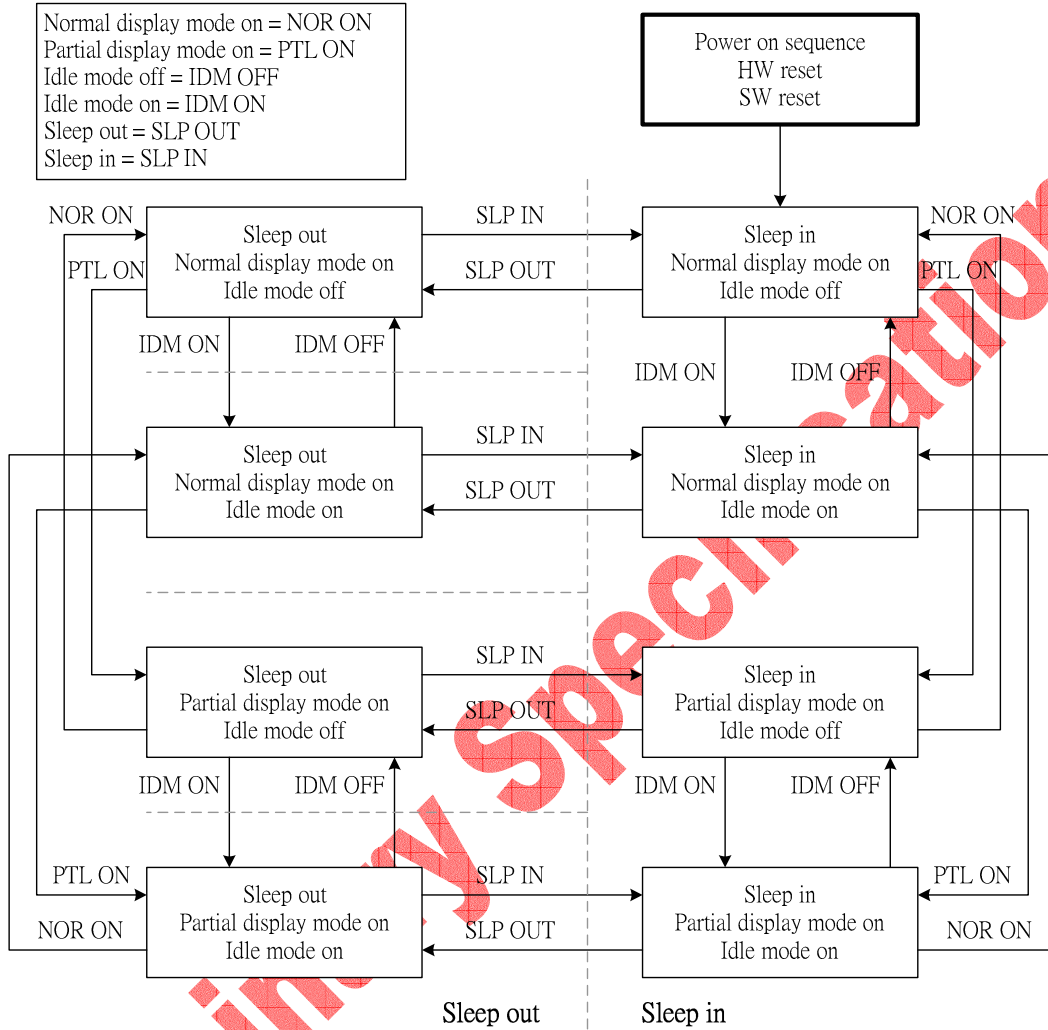 Normal display mode on = NOR ON
Partial display mode on = PTL ON
Idle mode off = IDM OFF
Idle mode on = IDM ON
Sleep out = SLP OUT
Sleep in = SLP IN
Power on sequence
HW reset
SW reset
NOR ON
PTL ON
Sleep out
Normal display mode on
Idle mode off
SLP IN
SLP OUT
Sleep in
Normal display mode on
Idle mode off
NOR ON
PTL ON
IDM ON
IDM OFF
IDM ON
IDM OFF
Sleep out
Normal display mode on
Idle mode on
SLP IN
SLP OUT
Sleep in
Normal display mode on
Idle mode on
Sleep out
Partial display mode on
Idle mode off
SLP IN
SLP OUT
Sleep in
Partial display mode on
Idle mode off
IDM ON
IDM OFF
IDM ON
IDM OFF
PTL ON
NOR ON
Sleep out
Partial display mode on
Idle mode on
SLP IN
SLP OUT
Sleep in
Partial display mode on
Idle mode on
PTL ON
NOR ON
Sleep out
Sleep in